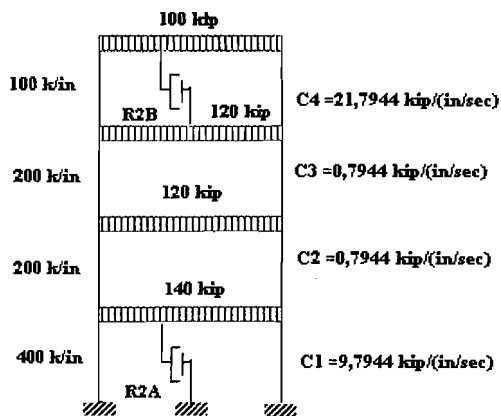 100 kip
100 k/in
R2B
120 kip
C4 =21,7944 kip/(in/sec)
200 k/in
120 kip
C3 =0,7944 kip/(in/sec)
200 k/in
140 kip
C2 =0,7944 kip/(in/sec)
400 k/in
R2A
C1 =9,7944 kip/(in/sec)